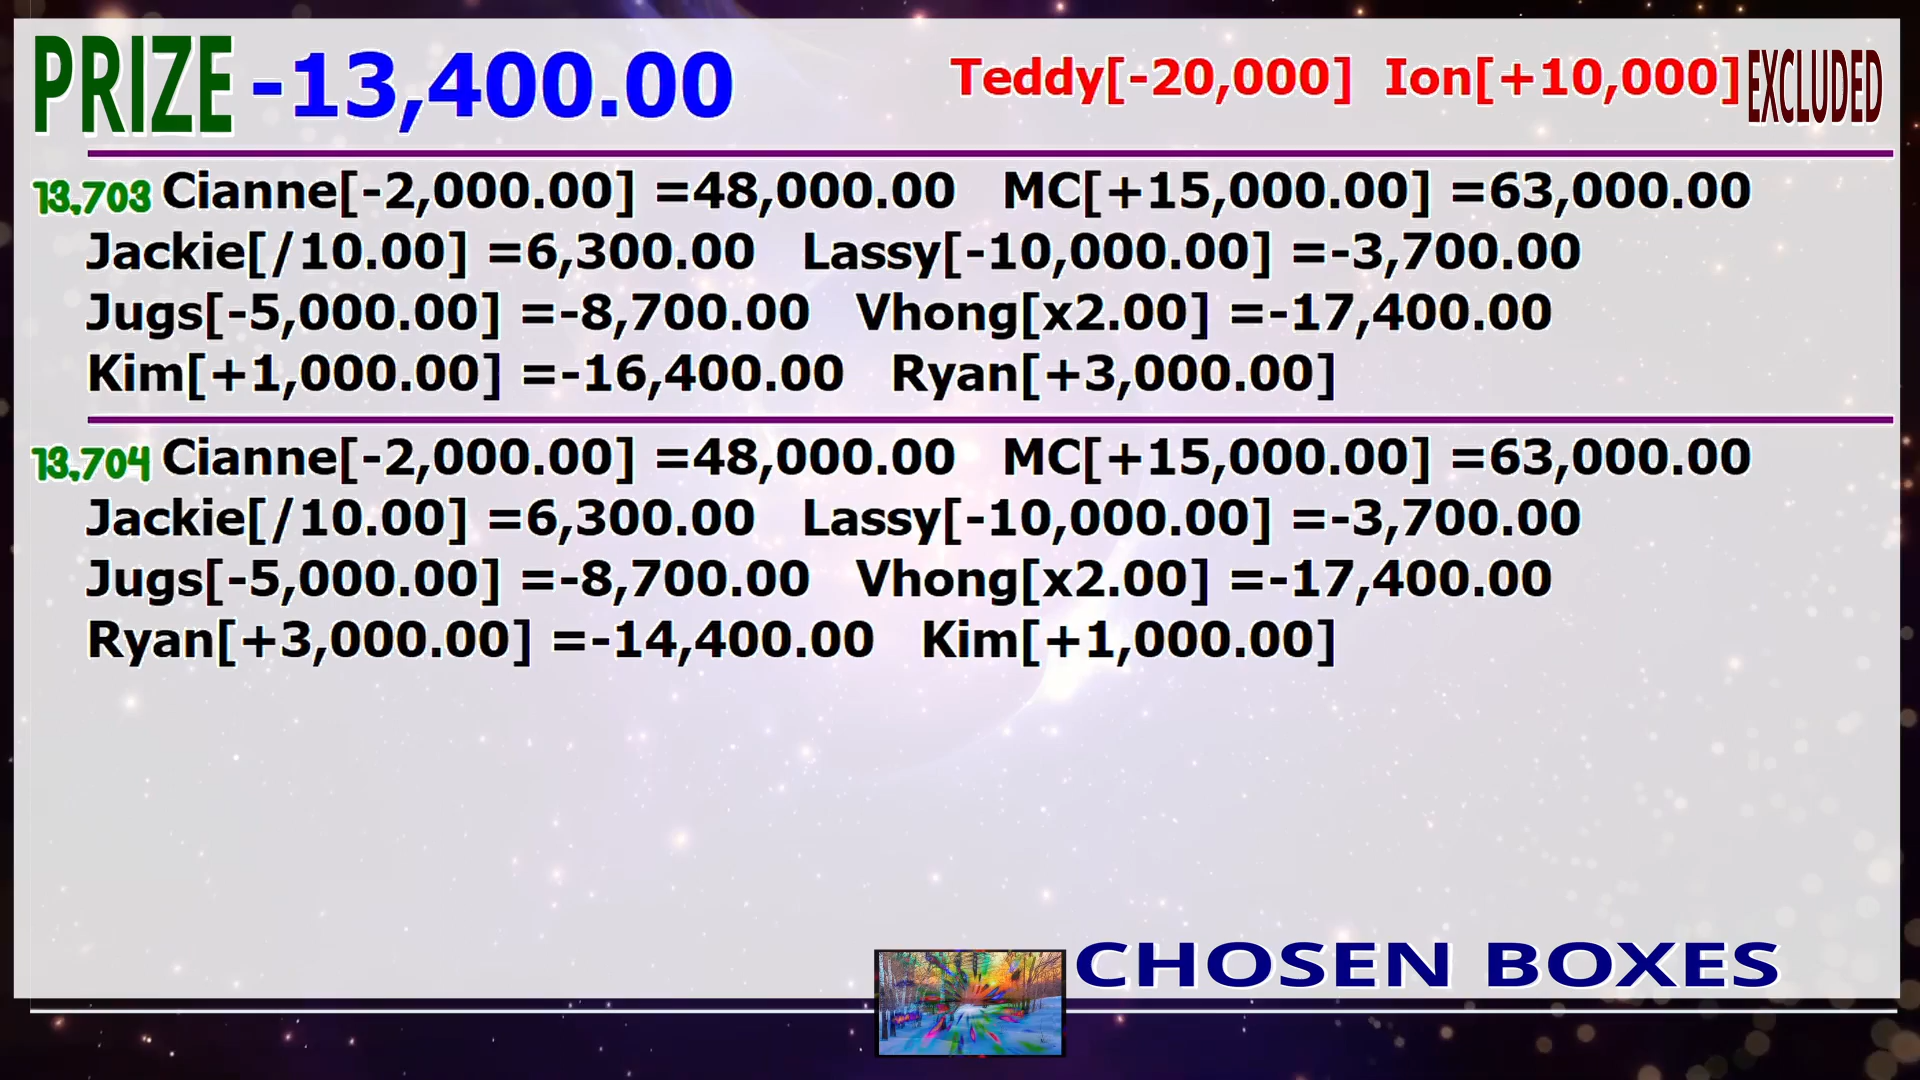 PRIZE -13,400.00 Teddy[-20,000] Ion[+10,000] EXCLUDED
13,703 Cianne[-2,000.00] =48,000.00 MC[+15,000.00] =63,000.00
Jackie[/10.00] =6,300.00 Lassy[-10,000.00] =-3,700.00
Jugs[-5,000.00] =-8,700.00 Vhong[x2.00] =-17,400.00
Kim[+1,000.00] =-16,400.00 Ryan[+3,000.00]
13,704 Cianne[-2,000.00] =48,000.00 MC[+15,000.00] =63,000.00
Jackie[/10.00] =6,300.00 Lassy[-10,000.00] =-3,700.00
Jugs[-5,000.00] =-8,700.00 Vhong[x2.00] =-17,400.00
Ryan[+3,000.00] =-14,400.00 Kim[+1,000.00]
CHOSEN BOXES